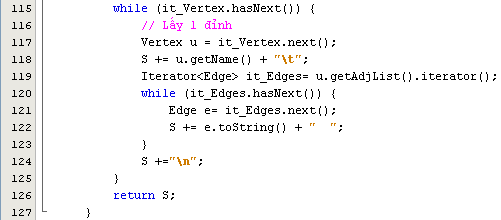 115 while (it_Vertex.hasNext()) {
116 // Lấy 1 đỉnh
117 Vertex u = it_Vertex.next();
118 S += u.getName() + "\t";
119 Iterator<Edge> it_Edges= u.getAdjList().iterator();
120 while (it_Edges.hasNext()) {
121 Edge e= it_Edges.next();
122 S += e.toString() + "  ";
123 }
124 S +="\n";
125 }
126 return S;
127 }